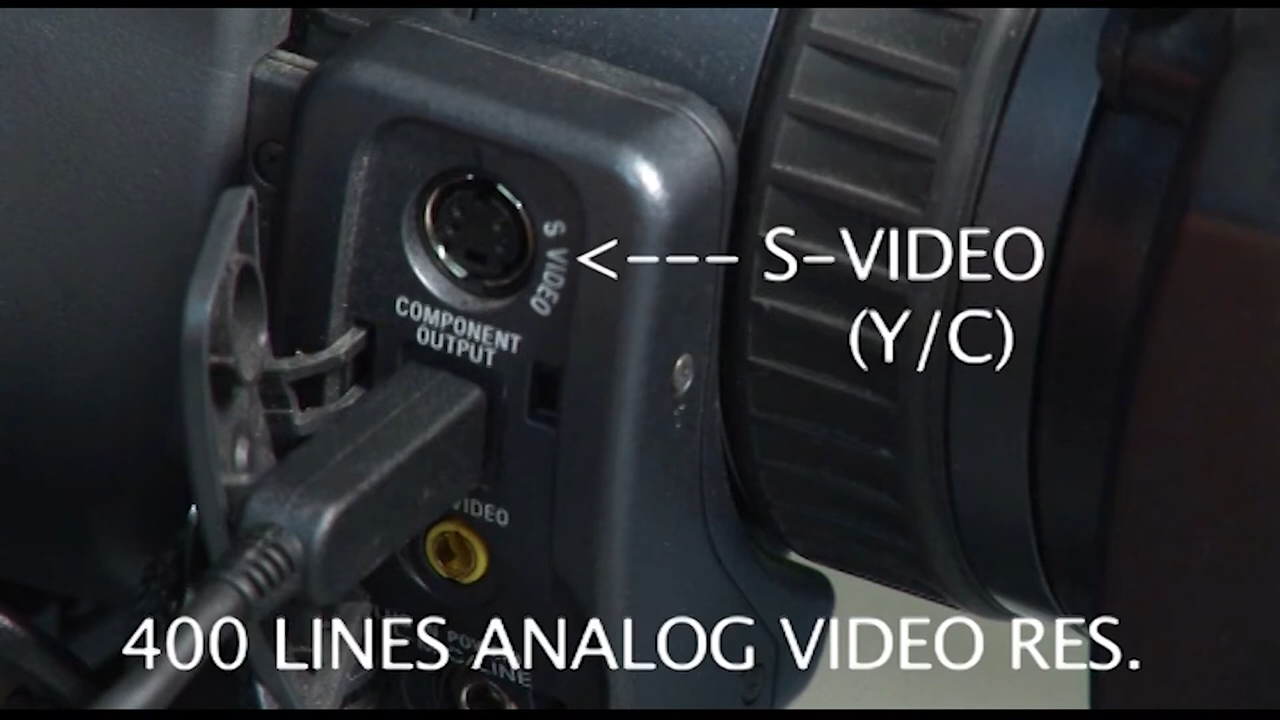 S VIDEO
<--- S-VIDEO
(Y/C)
COMPONENT
OUTPUT
VIDEO
400 LINES ANALOG VIDEO RES.